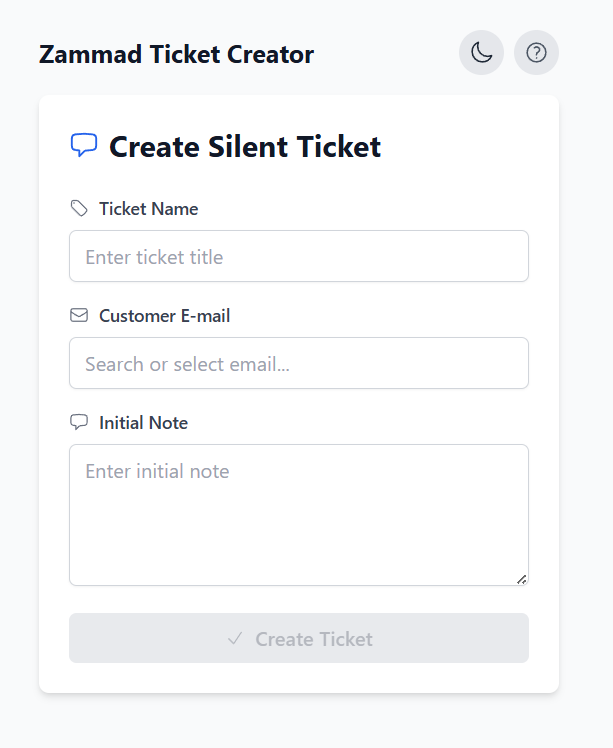 Zammad Ticket Creator
Create Silent Ticket
Ticket Name
Enter ticket title
Customer E-mail
Search or select email...
Initial Note
Enter initial note
Create Ticket